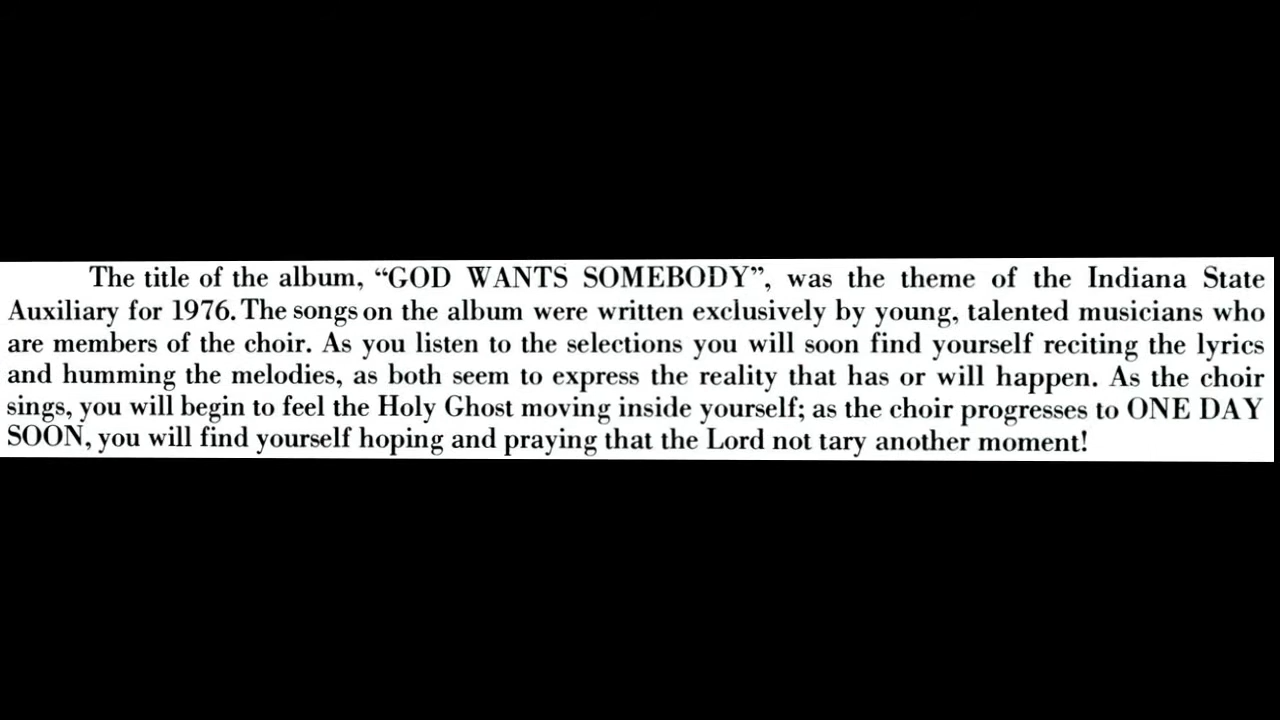 The title of the album, “GOD WANTS SOMEBODY”, was the theme of the Indiana State
Auxiliary for 1976. The songs on the album were written exclusively by young, talented musicians who
are members of the choir. As you listen to the selections you will soon find yourself reciting the lyrics
and humming the melodies, as both seem to express the reality that has or will happen. As the choir
sings, you will begin to feel the Holy Ghost moving inside yourself; as the choir progresses to ONE DAY
SOON, you will find yourself hoping and praying that the Lord not tary another moment!